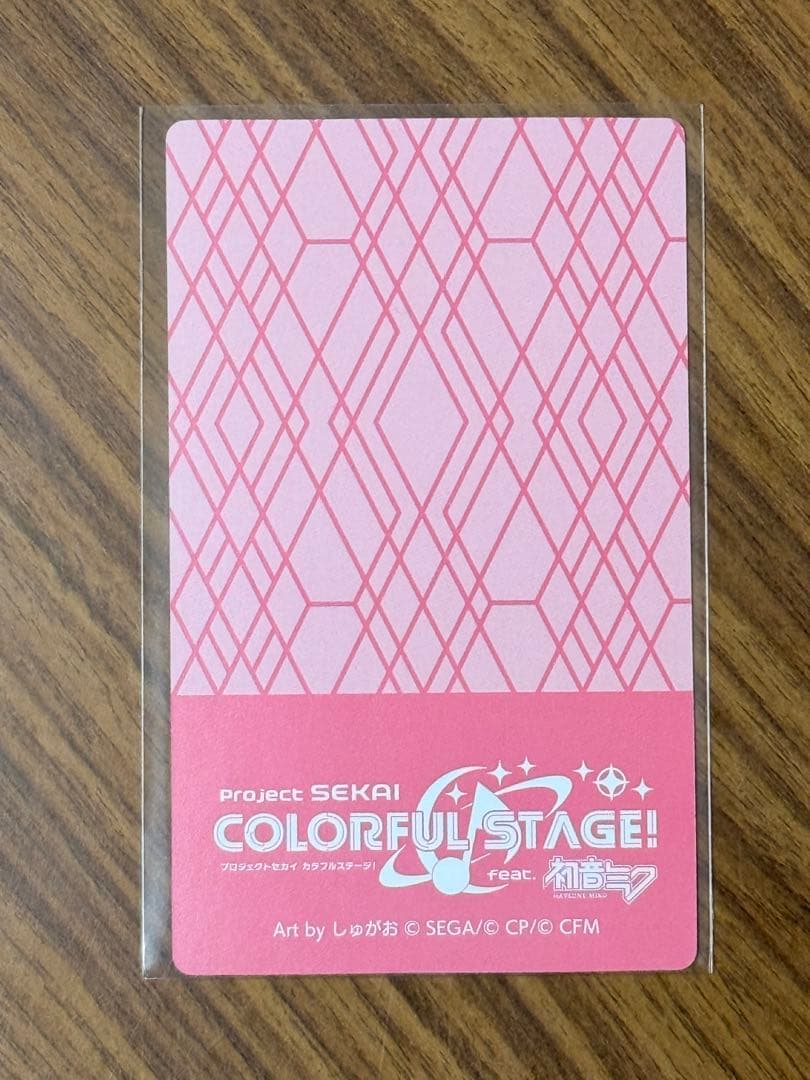 Project SEKAI
COLORFUL STAGE!
プロジェクトセカイ カラフルステージ!
feat. 初音ミク
HATSUNE MIKU
Art by しゅがお © SEGA/© CP/© CFM